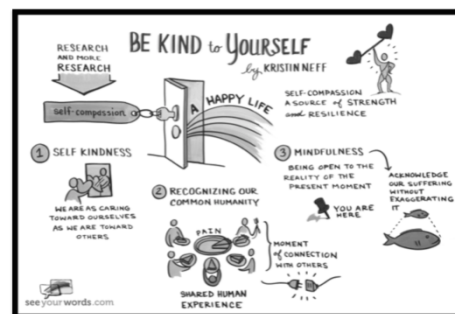 BE KIND to YOURSELF
by KRISTIN NEFF
RESEARCH
AND MORE
RESEARCH
self-compassion
A HAPPY LIFE
SELF-COMPASSION
A SOURCE of STRENGTH
and RESILIENCE
1 SELF KINDNESS
WE ARE AS CARING
TOWARD OURSELVES
AS WE ARE TOWARD
OTHERS
2 RECOGNIZING OUR
COMMON HUMANITY
PAIN
MOMENT
of CONNECTION
WITH OTHERS
SHARED HUMAN
EXPERIENCE
3 MINDFULNESS
BEING OPEN TO THE
REALITY OF THE
PRESENT MOMENT
YOU ARE
HERE
ACKNOWLEDGE
OUR SUFFERING
WITHOUT
EXAGGERATING
IT
seeyourwords.com